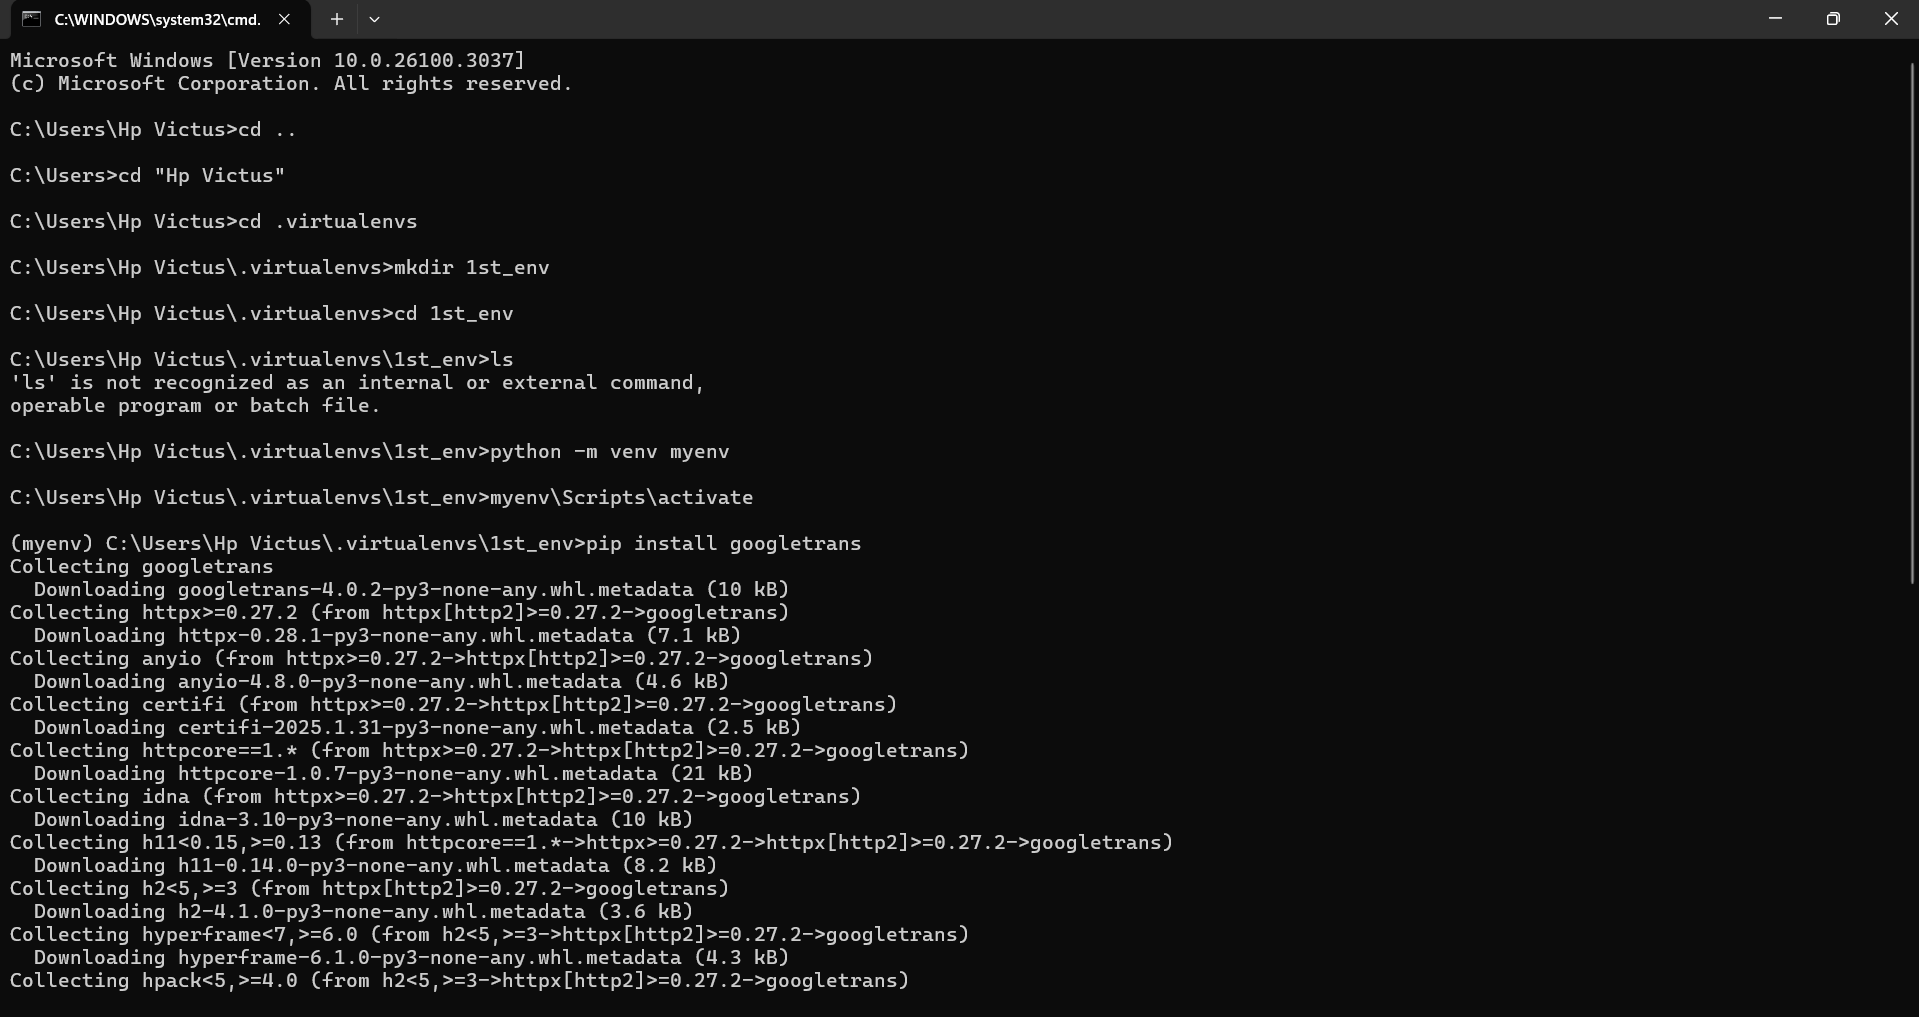 C:\WINDOWS\system32\cmd.
Microsoft Windows [Version 10.0.26100.3037]
(c) Microsoft Corporation. All rights reserved.
C:\Users\Hp Victus>cd ..
C:\Users>cd "Hp Victus"
C:\Users\Hp Victus>cd .virtualenvs
C:\Users\Hp Victus\.virtualenvs>mkdir 1st_env
C:\Users\Hp Victus\.virtualenvs>cd 1st_env
C:\Users\Hp Victus\.virtualenvs\1st_env>ls
'ls' is not recognized as an internal or external command,
operable program or batch file.
C:\Users\Hp Victus\.virtualenvs\1st_env>python -m venv myenv
C:\Users\Hp Victus\.virtualenvs\1st_env>myenv\Scripts\activate
(myenv) C:\Users\Hp Victus\.virtualenvs\1st_env>pip install googletrans
Collecting googletrans
  Downloading googletrans-4.0.2-py3-none-any.whl.metadata (10 kB)
Collecting httpx>=0.27.2 (from httpx[http2]>=0.27.2->googletrans)
  Downloading httpx-0.28.1-py3-none-any.whl.metadata (7.1 kB)
Collecting anyio (from httpx>=0.27.2->httpx[http2]>=0.27.2->googletrans)
  Downloading anyio-4.8.0-py3-none-any.whl.metadata (4.6 kB)
Collecting certifi (from httpx>=0.27.2->httpx[http2]>=0.27.2->googletrans)
  Downloading certifi-2025.1.31-py3-none-any.whl.metadata (2.5 kB)
Collecting httpcore==1.* (from httpx>=0.27.2->httpx[http2]>=0.27.2->googletrans)
  Downloading httpcore-1.0.7-py3-none-any.whl.metadata (21 kB)
Collecting idna (from httpx>=0.27.2->httpx[http2]>=0.27.2->googletrans)
  Downloading idna-3.10-py3-none-any.whl.metadata (10 kB)
Collecting h11<0.15,>=0.13 (from httpcore==1.*->httpx>=0.27.2->httpx[http2]>=0.27.2->googletrans)
  Downloading h11-0.14.0-py3-none-any.whl.metadata (8.2 kB)
Collecting h2<5,>=3 (from httpx[http2]>=0.27.2->googletrans)
  Downloading h2-4.1.0-py3-none-any.whl.metadata (3.6 kB)
Collecting hyperframe<7,>=6.0 (from h2<5,>=3->httpx[http2]>=0.27.2->googletrans)
  Downloading hyperframe-6.1.0-py3-none-any.whl.metadata (4.3 kB)
Collecting hpack<5,>=4.0 (from h2<5,>=3->httpx[http2]>=0.27.2->googletrans)